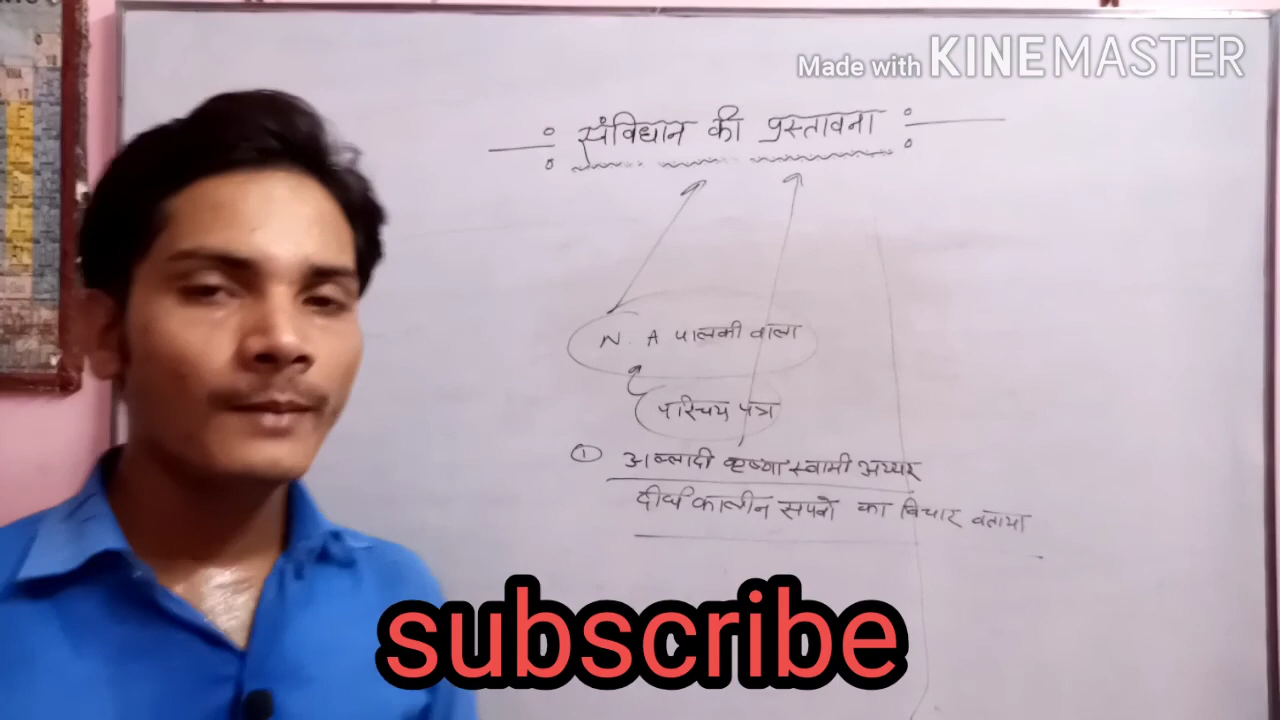 Made with KINEMASTER
संविधान की प्रस्तावना
N. A पालकी वाला
परिचय पत्र
① अल्लादी कृष्णा स्वामी अय्यर
दीर्घकालीन सपनो का विचार बताया
subscribe